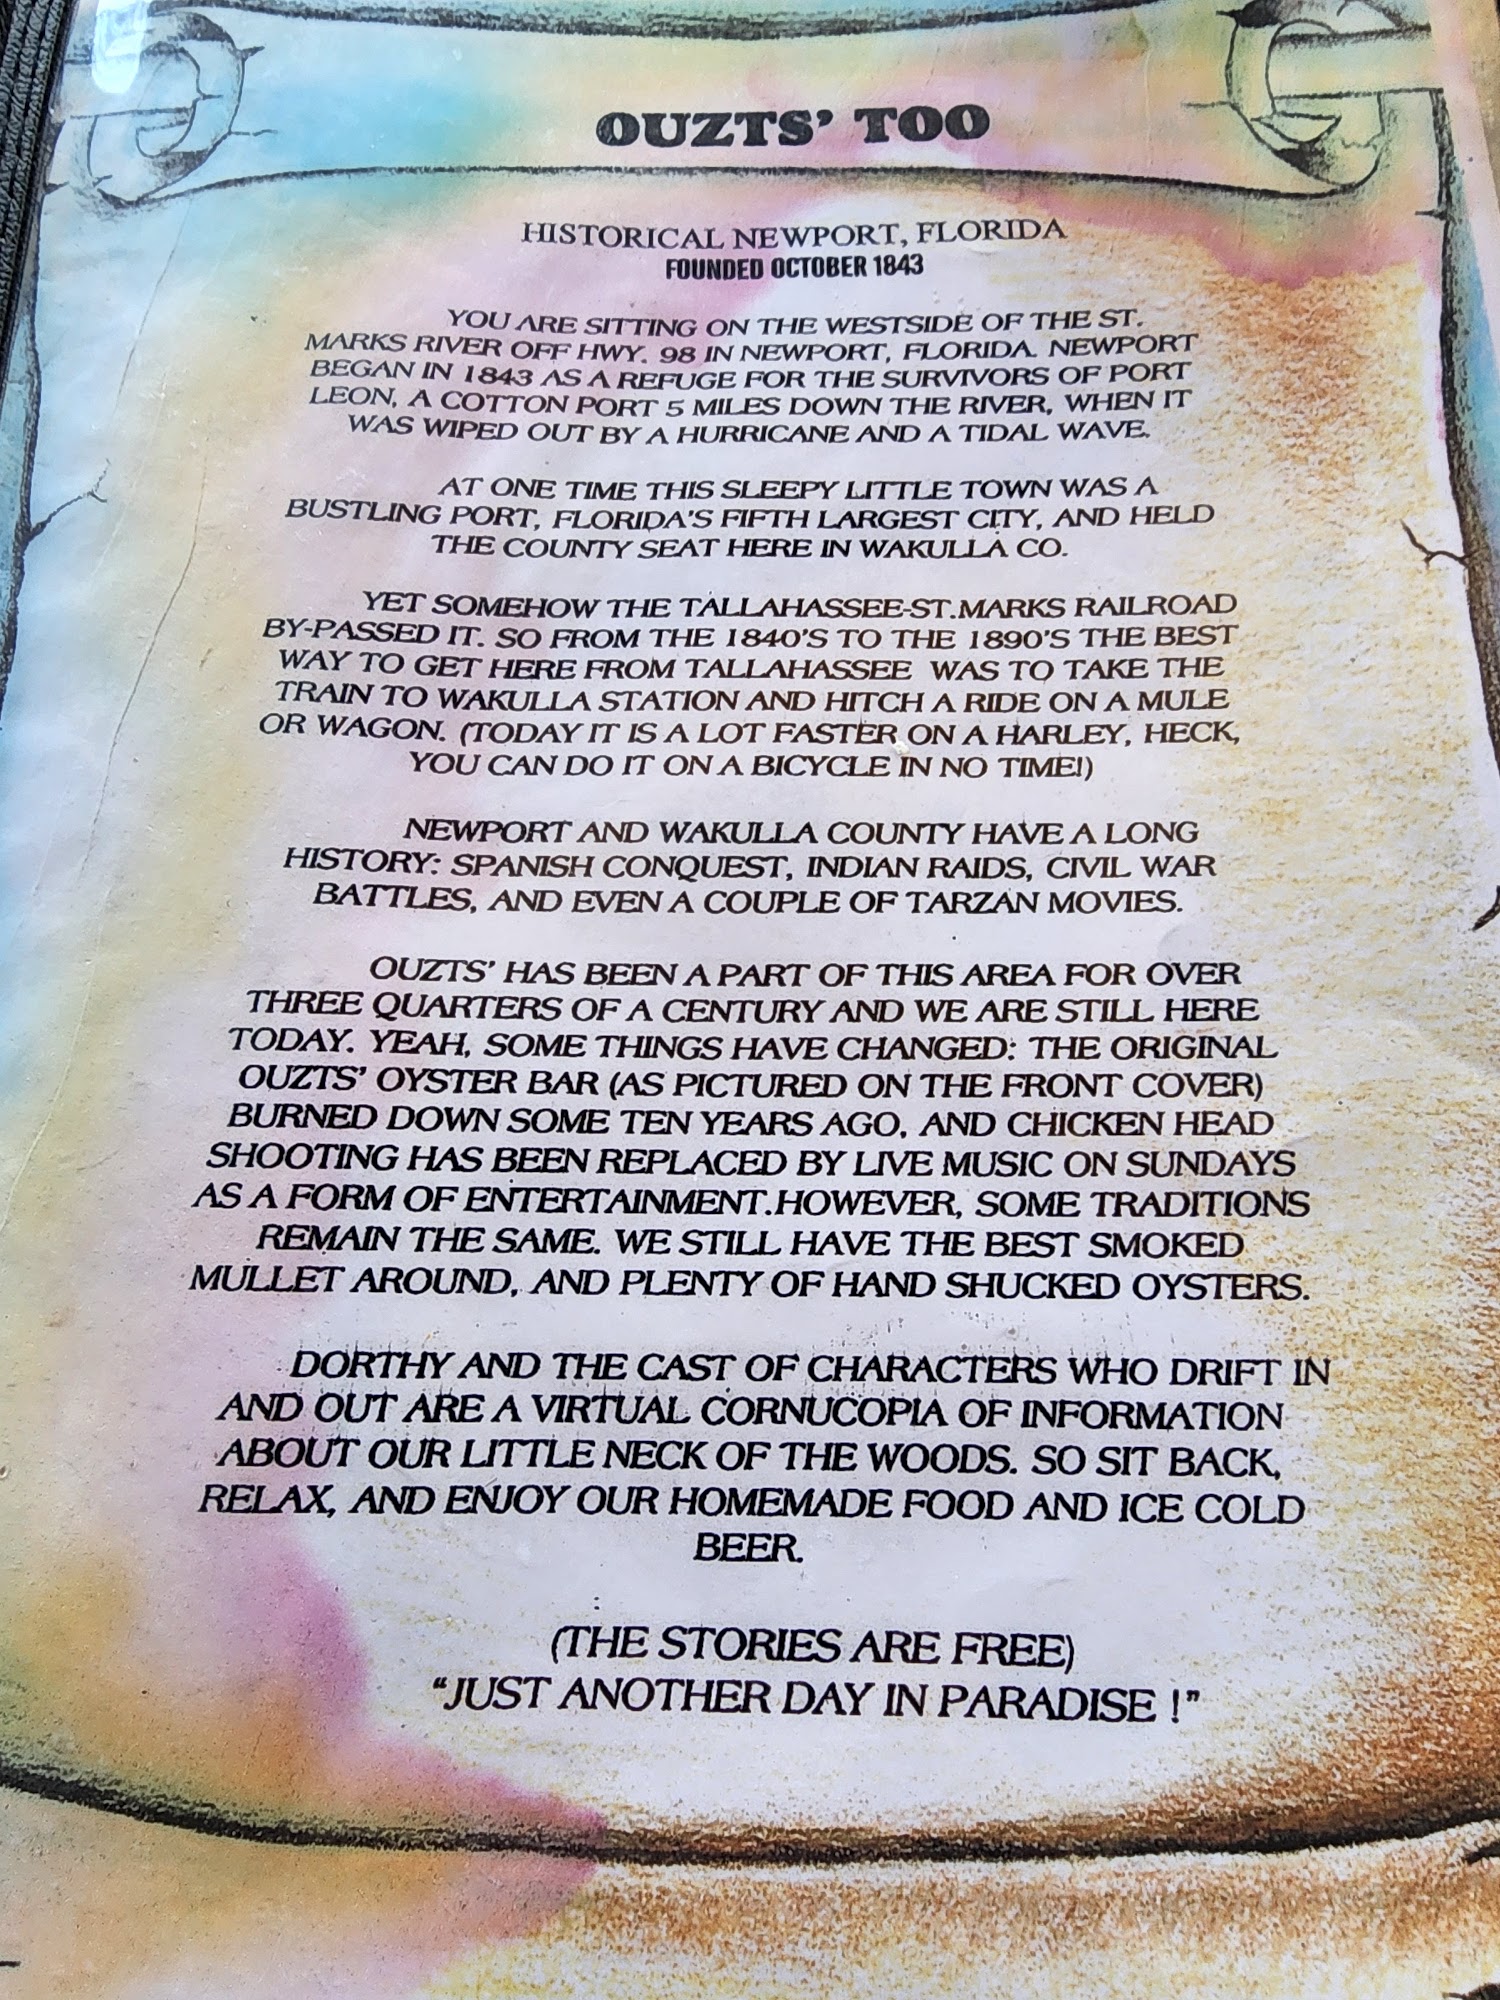 OUZTS' TOO
HISTORICAL NEWPORT, FLORIDA
FOUNDED OCTOBER 1843
YOU ARE SITTING ON THE WESTSIDE OF THE ST.
MARKS RIVER OFF HWY. 98 IN NEWPORT, FLORIDA. NEWPORT
BEGAN IN 1843 AS A REFUGE FOR THE SURVIVORS OF PORT
LEON, A COTTON PORT 5 MILES DOWN THE RIVER, WHEN IT
WAS WIPED OUT BY A HURRICANE AND A TIDAL WAVE.
AT ONE TIME THIS SLEEPY LITTLE TOWN WAS A
BUSTLING PORT, FLORIDA'S FIFTH LARGEST CITY, AND HELD
THE COUNTY SEAT HERE IN WAKULLA CO.
YET SOMEHOW THE TALLAHASSEE-ST.MARKS RAILROAD
BY-PASSED IT. SO FROM THE 1840'S TO THE 1890'S THE BEST
WAY TO GET HERE FROM TALLAHASSEE WAS TO TAKE THE
TRAIN TO WAKULLA STATION AND HITCH A RIDE ON A MULE
OR WAGON. (TODAY IT IS A LOT FASTER ON A HARLEY, HECK,
YOU CAN DO IT ON A BICYCLE IN NO TIME!)
NEWPORT AND WAKULLA COUNTY HAVE A LONG
HISTORY: SPANISH CONQUEST, INDIAN RAIDS, CIVIL WAR
BATTLES, AND EVEN A COUPLE OF TARZAN MOVIES.
OUZTS' HAS BEEN A PART OF THIS AREA FOR OVER
THREE QUARTERS OF A CENTURY AND WE ARE STILL HERE
TODAY. YEAH, SOME THINGS HAVE CHANGED: THE ORIGINAL
OUZTS' OYSTER BAR (AS PICTURED ON THE FRONT COVER)
BURNED DOWN SOME TEN YEARS AGO, AND CHICKEN HEAD
SHOOTING HAS BEEN REPLACED BY LIVE MUSIC ON SUNDAYS
AS A FORM OF ENTERTAINMENT.HOWEVER, SOME TRADITIONS
REMAIN THE SAME. WE STILL HAVE THE BEST SMOKED
MULLET AROUND, AND PLENTY OF HAND SHUCKED OYSTERS.
DORTHY AND THE CAST OF CHARACTERS WHO DRIFT IN
AND OUT ARE A VIRTUAL CORNUCOPIA OF INFORMATION
ABOUT OUR LITTLE NECK OF THE WOODS. SO SIT BACK,
RELAX, AND ENJOY OUR HOMEMADE FOOD AND ICE COLD
BEER.
(THE STORIES ARE FREE)
"JUST ANOTHER DAY IN PARADISE !"